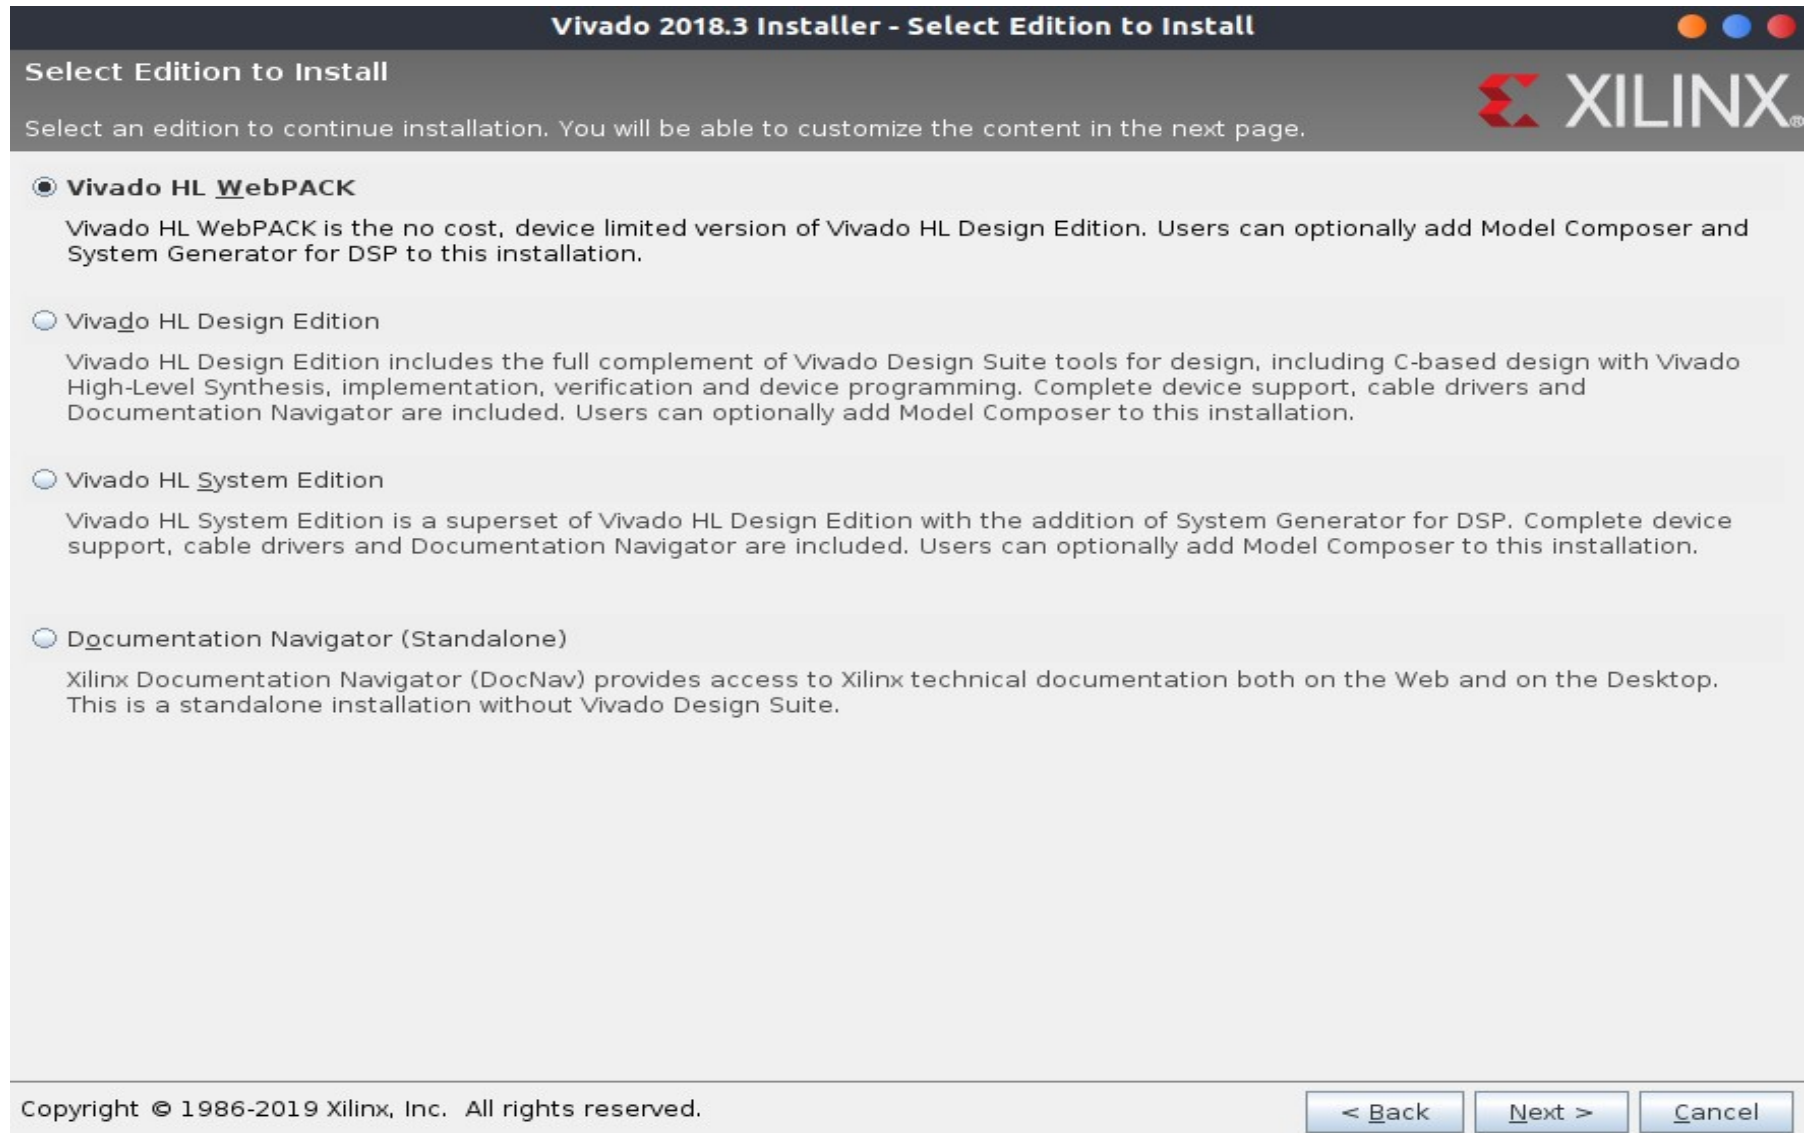 Vivado 2018.3 Installer - Select Edition to Install
Select Edition to Install
XILINX®
Select an edition to continue installation. You will be able to customize the content in the next page.
Vivado HL WebPACK
Vivado HL WebPACK is the no cost, device limited version of Vivado HL Design Edition. Users can optionally add Model Composer and
System Generator for DSP to this installation.
Vivado HL Design Edition
Vivado HL Design Edition includes the full complement of Vivado Design Suite tools for design, including C-based design with Vivado
High-Level Synthesis, implementation, verification and device programming. Complete device support, cable drivers and
Documentation Navigator are included. Users can optionally add Model Composer to this installation.
Vivado HL System Edition
Vivado HL System Edition is a superset of Vivado HL Design Edition with the addition of System Generator for DSP. Complete device
support, cable drivers and Documentation Navigator are included. Users can optionally add Model Composer to this installation.
Documentation Navigator (Standalone)
Xilinx Documentation Navigator (DocNav) provides access to Xilinx technical documentation both on the Web and on the Desktop.
This is a standalone installation without Vivado Design Suite.
Copyright © 1986-2019 Xilinx, Inc. All rights reserved.
< Back
Next >
Cancel